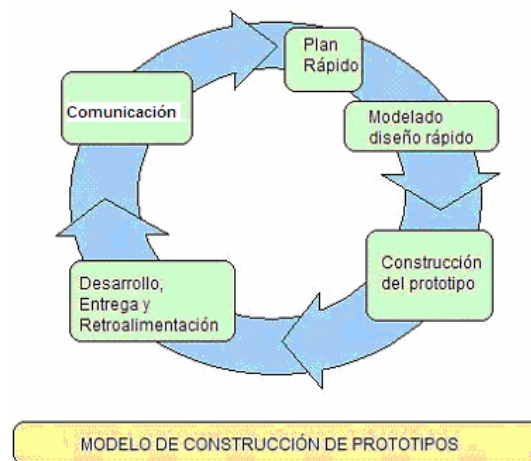 Plan
Rápido
Modelado
diseño rápido
Construcción
del prototipo
Desarrollo,
Entrega y
Retroalimentación
Comunicación
MODELO DE CONSTRUCCIÓN DE PROTOTIPOS